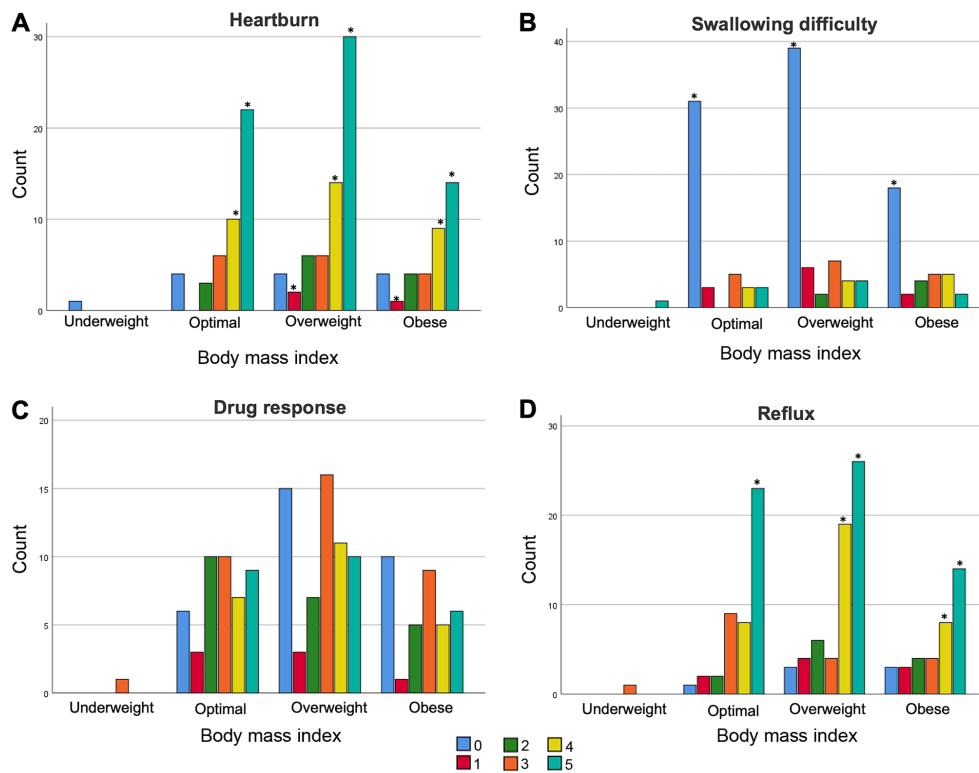 A
Heartburn
30
*
*
20
*
*
Count
10
*
*
*
*
0
Underweight
Optimal
Overweight
Obese
Body mass index
B
Swallowing difficulty
40
*
*
30
Count
20
*
10
0
Underweight
Optimal
Overweight
Obese
Body mass index
C
Drug response
20
15
Count
10
5
0
Underweight
Optimal
Overweight
Obese
Body mass index
D
Reflux
30
*
*
20
*
Count
*
10
*
0
Underweight
Optimal
Overweight
Obese
Body mass index
0 2 4
1 3 5